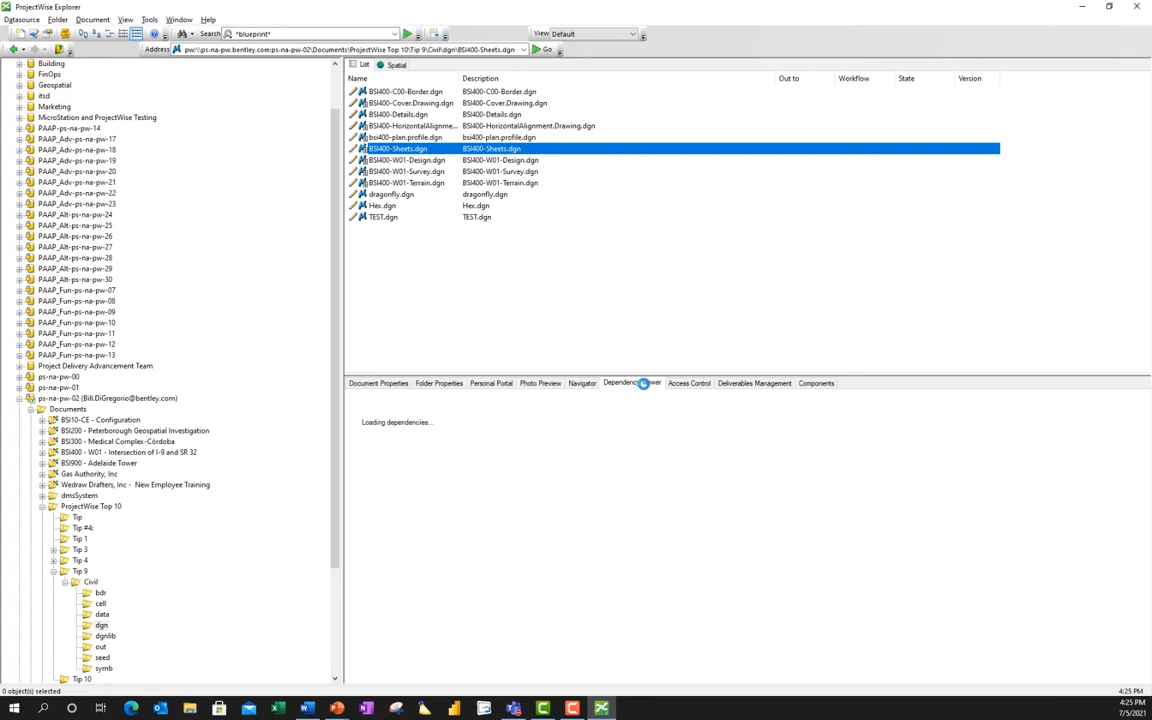 ProjectWise Explorer
Datasource Folder Document View Tools Window Help
Search *blueprint* View Default
Address pw:\\ps-na-pw.bentley.com:ps-na-pw-02\Documents\ProjectWise Top 10\Tip 9\Civil\dgn\BSI400-Sheets.dgn Go
Building
FinOps
Geospatial
itsd
Marketing
MicroStation and ProjectWise Testing
PAAP-ps-na-pw-14
PAAP_Adv-ps-na-pw-17
PAAP_Adv-ps-na-pw-18
PAAP_Adv-ps-na-pw-19
PAAP_Adv-ps-na-pw-20
PAAP_Adv-ps-na-pw-21
PAAP_Adv-ps-na-pw-22
PAAP_Adv-ps-na-pw-23
PAAP_Alt-ps-na-pw-24
PAAP_Alt-ps-na-pw-25
PAAP_Alt-ps-na-pw-26
PAAP_Alt-ps-na-pw-27
PAAP_Alt-ps-na-pw-28
PAAP_Alt-ps-na-pw-29
PAAP_Alt-ps-na-pw-30
PAAP_Fun-ps-na-pw-07
PAAP_Fun-ps-na-pw-08
PAAP_Fun-ps-na-pw-09
PAAP_Fun-ps-na-pw-10
PAAP_Fun-ps-na-pw-11
PAAP_Fun-ps-na-pw-12
PAAP_Fun-ps-na-pw-13
Project Delivery Advancement Team
ps-na-pw-00
ps-na-pw-01
ps-na-pw-02 (Bill.DiGregorio@bentley.com)
Documents
BSI10-CE - Configuration
BSI200 - Peterborough Geospatial Investigation
BSI300 - Medical Complex-Córdoba
BSI400 - W01 - Intersection of I-9 and SR 32
BSI900 - Adelaide Tower
Gas Authority, Inc
Wedraw Drafters, Inc - New Employee Training
dmsSystem
ProjectWise Top 10
Tip
Tip #4:
Tip 1
Tip 3
Tip 4
Tip 9
Civil
bdr
cell
data
dgn
dgnlib
out
seed
symb
Tip 10
List Spatial
Name Description Out to Workflow State Version
BSI400-C00-Border.dgn BSI400-C00-Border.dgn
BSI400-Cover.Drawing.dgn BSI400-Cover.Drawing.dgn
BSI400-Details.dgn BSI400-Details.dgn
BSI400-HorizontalAlignme... BSI400-HorizontalAlignment.Drawing.dgn
bsi400-plan.profile.dgn bsi400-plan.profile.dgn
BSI400-Sheets.dgn BSI400-Sheets.dgn
BSI400-W01-Design.dgn BSI400-W01-Design.dgn
BSI400-W01-Survey.dgn BSI400-W01-Survey.dgn
BSI400-W01-Terrain.dgn BSI400-W01-Terrain.dgn
dragonfly.dgn dragonfly.dgn
Hex.dgn Hex.dgn
TEST.dgn TEST.dgn
Document Properties Folder Properties Personal Portal Photo Preview Navigator Dependency Viewer Access Control Deliverables Management Components
Loading dependencies...
0 object(s) selected 4:25 PM
4:25 PM
7/5/2021